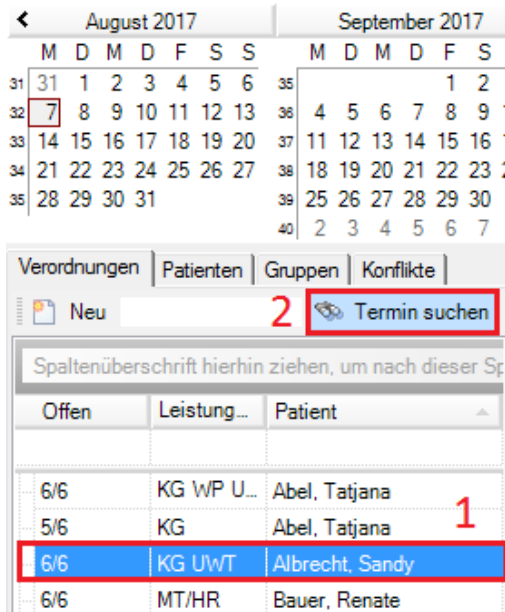 August 2017 September 2017
M D M D F S S M D M D F S
31 31 1 2 3 4 5 6 35 1 2
32 7 8 9 10 11 12 13 36 4 5 6 7 8 9
33 14 15 16 17 18 19 20 37 11 12 13 14 15 16
34 21 22 23 24 25 26 27 38 18 19 20 21 22 23
35 28 29 30 31 39 25 26 27 28 29 30
40 2 3 4 5 6 7
Verordnungen Patienten Gruppen Konflikte
Neu 2 Termin suchen
Spaltenüberschrift hierhin ziehen, um nach dieser Sp
Offen Leistung... Patient
6/6 KG WP U... Abel, Tatjana
5/6 KG Abel, Tatjana 1
6/6 KG UWT Albrecht, Sandy
6/6 MT/HR Bauer, Renate